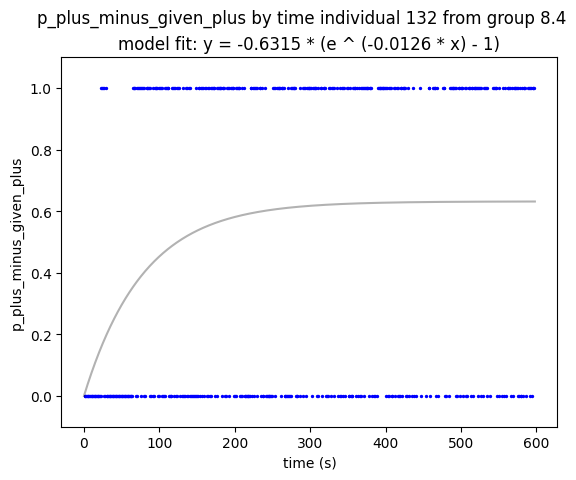 p_plus_minus_given_plus by time individual 132 from group 8.4
model fit: y = -0.6315 * (e ^ (-0.0126 * x) - 1)
1.0
0.8
0.6
0.4
0.2
0.0
p_plus_minus_given_plus
0 100 200 300 400 500 600
time (s)